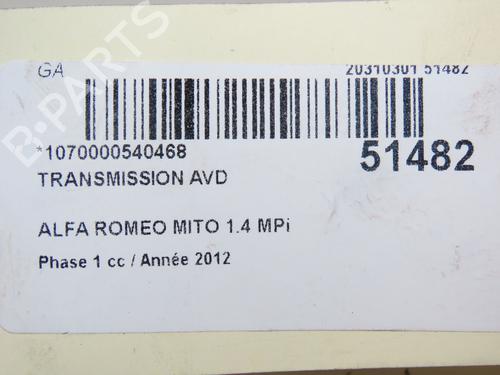 GA
20310301 51482
*1070000540468
51482
TRANSMISSION AVD
ALFA ROMEO MITO 1.4 MPi
Phase 1 cc / Année 2012
B-PARTS